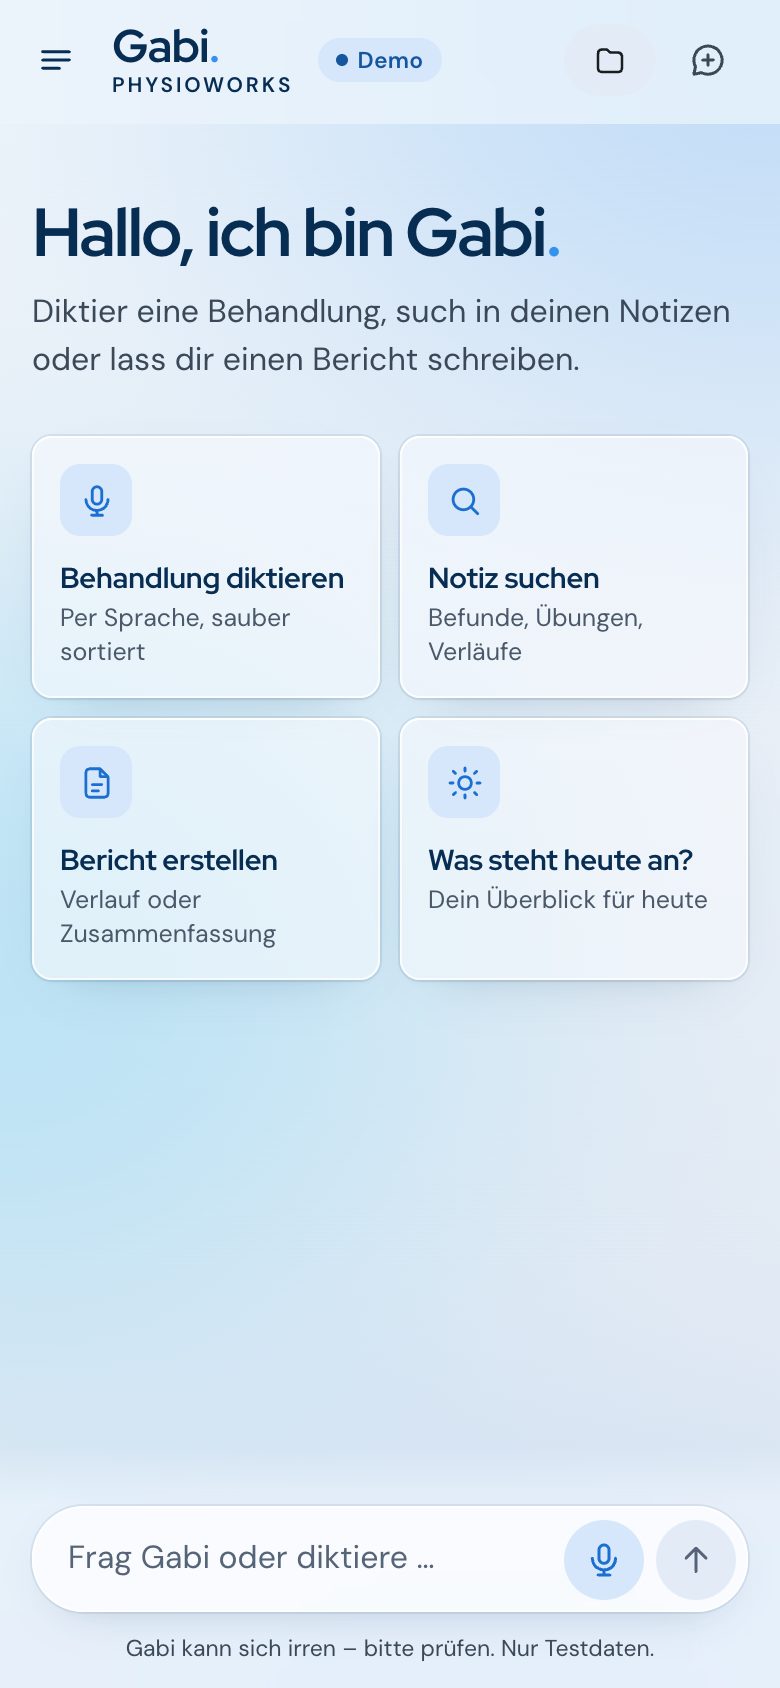 Gabi.
PHYSIOWORKS
Demo
Hallo, ich bin Gabi.
Diktier eine Behandlung, such in deinen Notizen
oder lass dir einen Bericht schreiben.
Behandlung diktieren
Per Sprache, sauber
sortiert
Notiz suchen
Befunde, Übungen,
Verläufe
Bericht erstellen
Verlauf oder
Zusammenfassung
Was steht heute an?
Dein Überblick für heute
Frag Gabi oder diktiere ...
Gabi kann sich irren – bitte prüfen. Nur Testdaten.